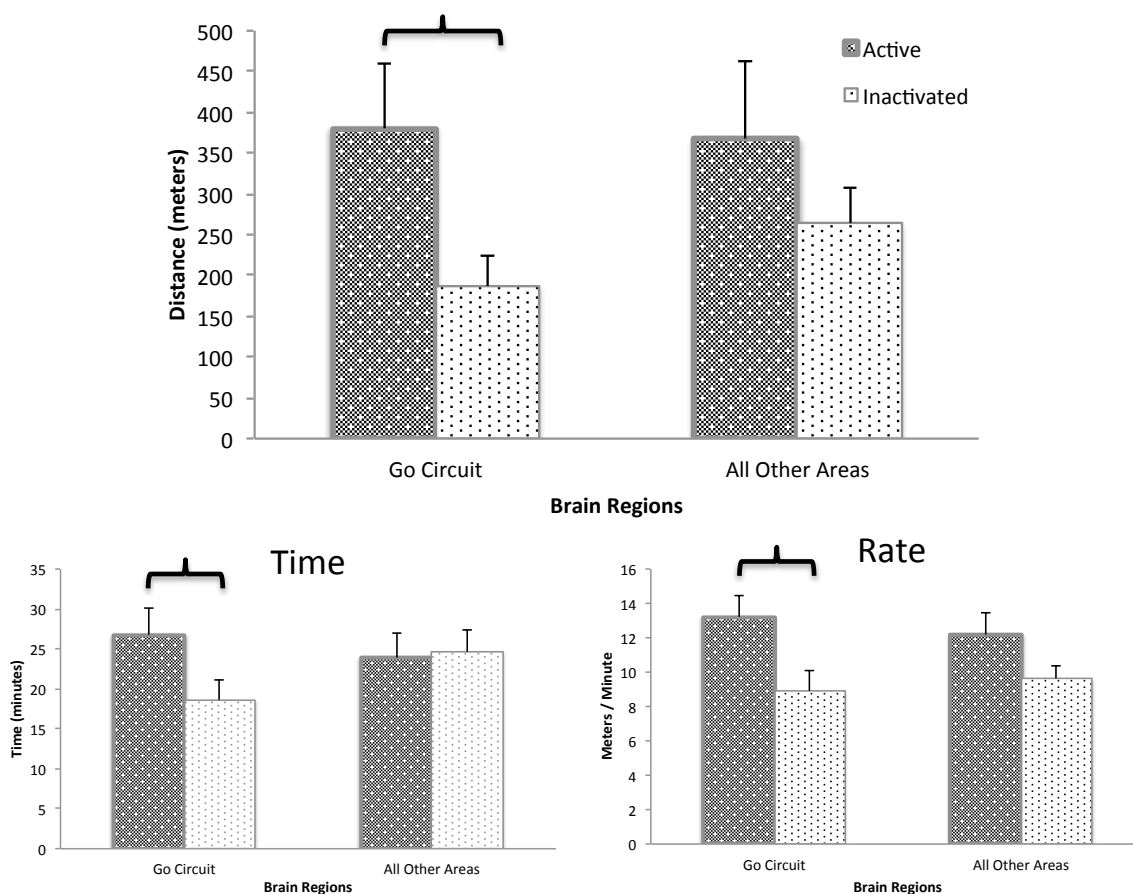 500
450
400
350
300
250
200
150
100
50
0
Distance (meters)
Active
Inactivated
Go Circuit
All Other Areas
Brain Regions
Time
35
30
25
20
15
10
5
0
Time (minutes)
Go Circuit
All Other Areas
Brain Regions
Rate
16
14
12
10
8
6
4
2
0
Meters / Minute
Go Circuit
All Other Areas
Brain Regions